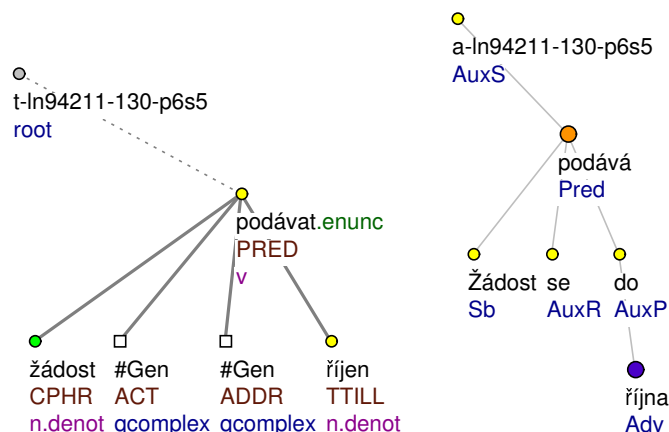 t-ln94211-130-p6s5
root
podávat.enunc
PRED
v
žádost #Gen #Gen říjen
CPHR ACT ADDR TTILL
n.denot qcomplex qcomplex n.denot
a-ln94211-130-p6s5
AuxS
podává
Pred
Žádost se do
Sb AuxR AuxP
října
Adv